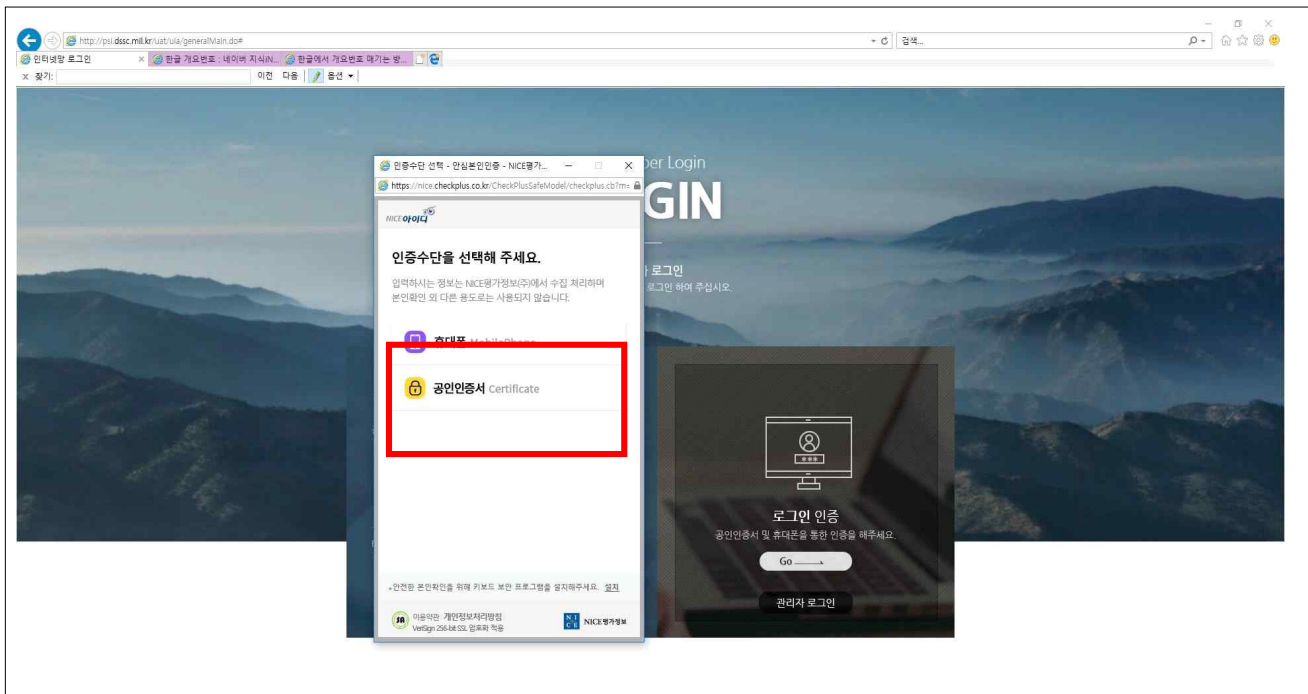 http://psi.dssc.mil.kr/uat/uia/generalMain.do#
검색...
인터넷망 로그인
한글 개요번호 : 네이버 지식iN...
한글에서 개요번호 매기는 방...
x 찾기:
이전 다음
옵션
인증수단 선택 - 안심본인인증 - NICE평가...
https://nice.checkplus.co.kr/CheckPlusSafeModel/checkplus.cb?m=
NICE아이디
인증수단을 선택해 주세요.
입력하시는 정보는 NICE평가정보(주)에서 수집 처리하며
본인확인 외 다른 용도로는 사용되지 않습니다.
휴대폰 MobilePhone
공인인증서 Certificate
*안전한 본인확인을 위해 키보드 보안 프로그램을 설치해주세요. 설치
이용약관 개인정보처리방침
VeriSign 256-bit SSL 암호화 적용
NICE NICE평가정보
Login
GIN
로그인
로그인 하여 주십시오.
로그인 인증
공인인증서 및 휴대폰을 통한 인증을 해주세요.
Go
관리자 로그인